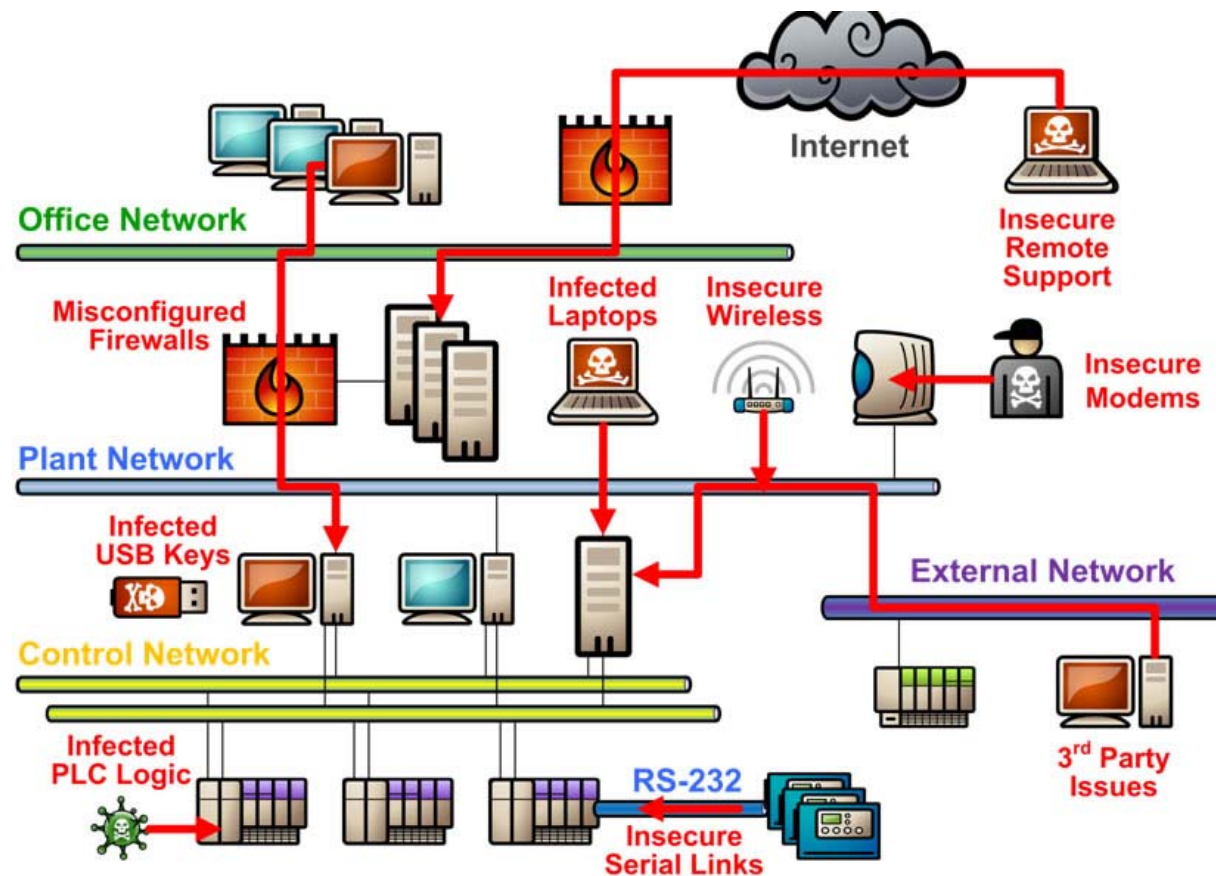 Internet
Office Network
Insecure
Remote
Support
Misconfigured
Firewalls
Infected
Laptops
Insecure
Wireless
Insecure
Modems
Plant Network
Infected
USB Keys
External Network
Control Network
Infected
PLC Logic
RS-232
Insecure
Serial Links
3rd Party
Issues